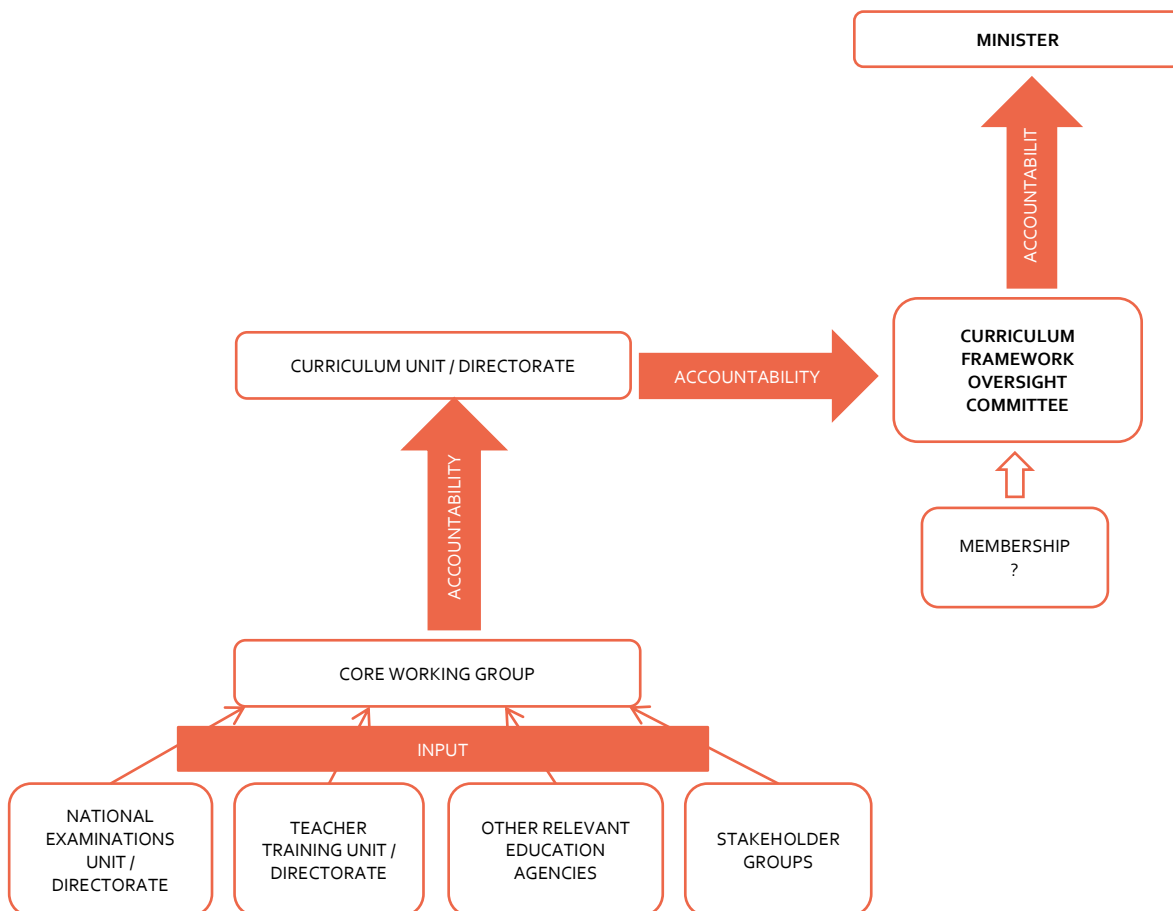 MINISTER
ACCOUNTABILIT
CURRICULUM
FRAMEWORK
OVERSIGHT
COMMITTEE
CURRICULUM UNIT / DIRECTORATE
ACCOUNTABILITY
ACCOUNTABILITY
MEMBERSHIP
?
CORE WORKING GROUP
INPUT
NATIONAL
EXAMINATIONS
UNIT /
DIRECTORATE
TEACHER
TRAINING UNIT /
DIRECTORATE
OTHER RELEVANT
EDUCATION
AGENCIES
STAKEHOLDER
GROUPS